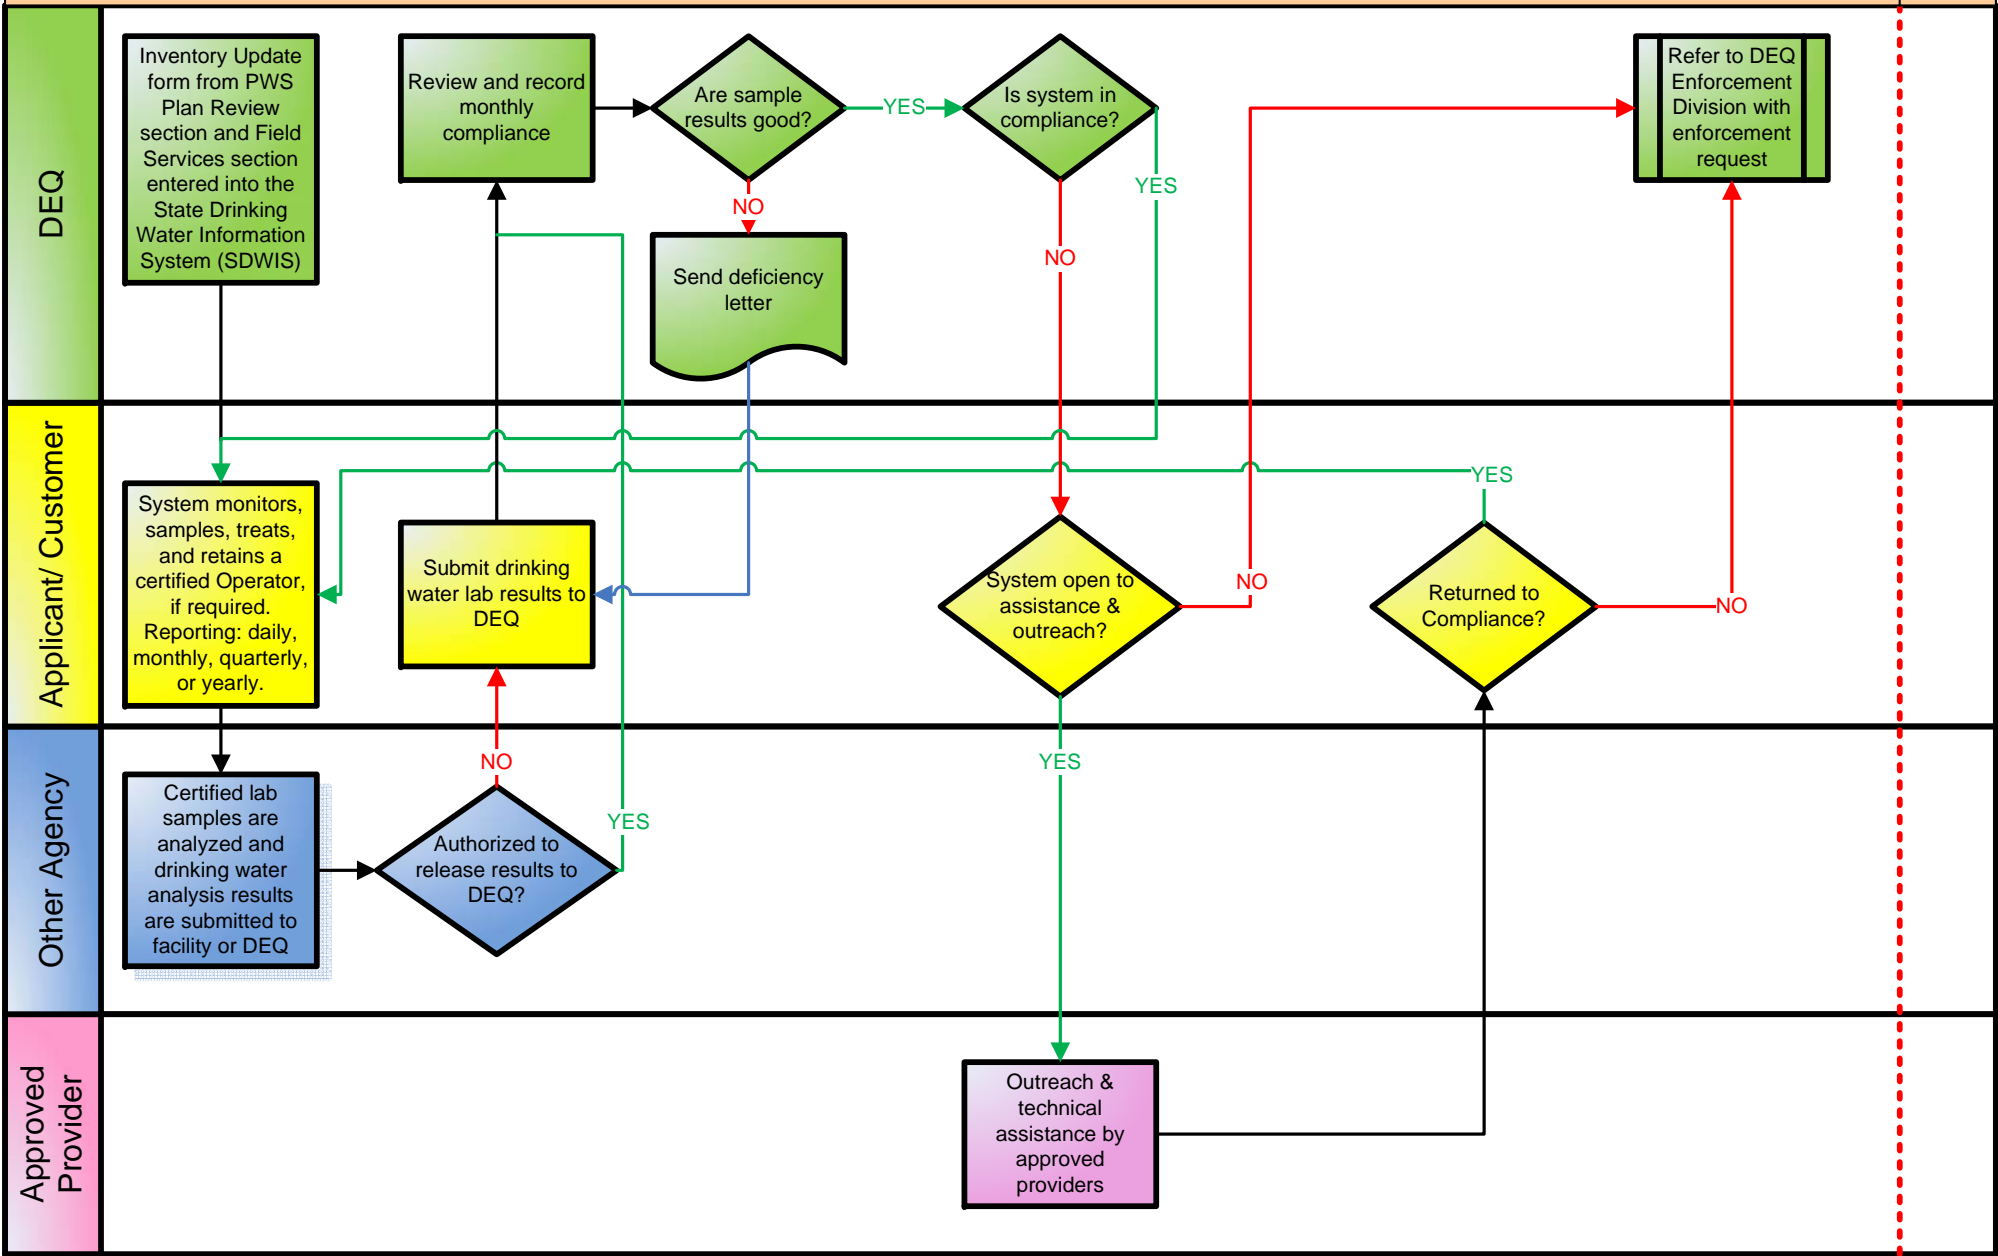 DEQ
Inventory Update
form from PWS
Plan Review
section and Field
Services section
entered into the
State Drinking
Water Information
System (SDWIS)
Review and record
monthly
compliance
Are sample
results good?
YES
Is system in
compliance?
YES
NO
Send deficiency
letter
NO
Refer to DEQ
Enforcement
Division with
enforcement
request
Applicant/ Customer
System monitors,
samples, treats,
and retains a
certified Operator,
if required.
Reporting: daily,
monthly, quarterly,
or yearly.
Submit drinking
water lab results to
DEQ
System open to
assistance &
outreach?
NO
YES
Returned to
Compliance?
NO
Other Agency
Certified lab
samples are
analyzed and
drinking water
analysis results
are submitted to
facility or DEQ
NO
Authorized to
release results to
DEQ?
YES
YES
Approved
Provider
Outreach &
technical
assistance by
approved
providers